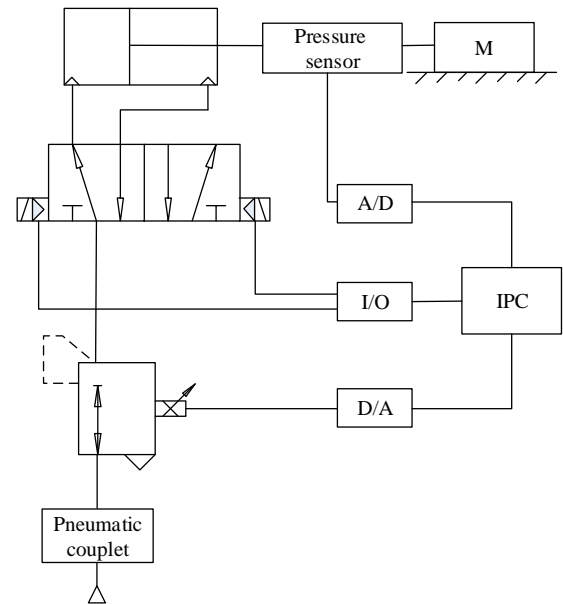 Pressure
sensor
M
A/D
I/O
IPC
D/A
Pneumatic
couplet